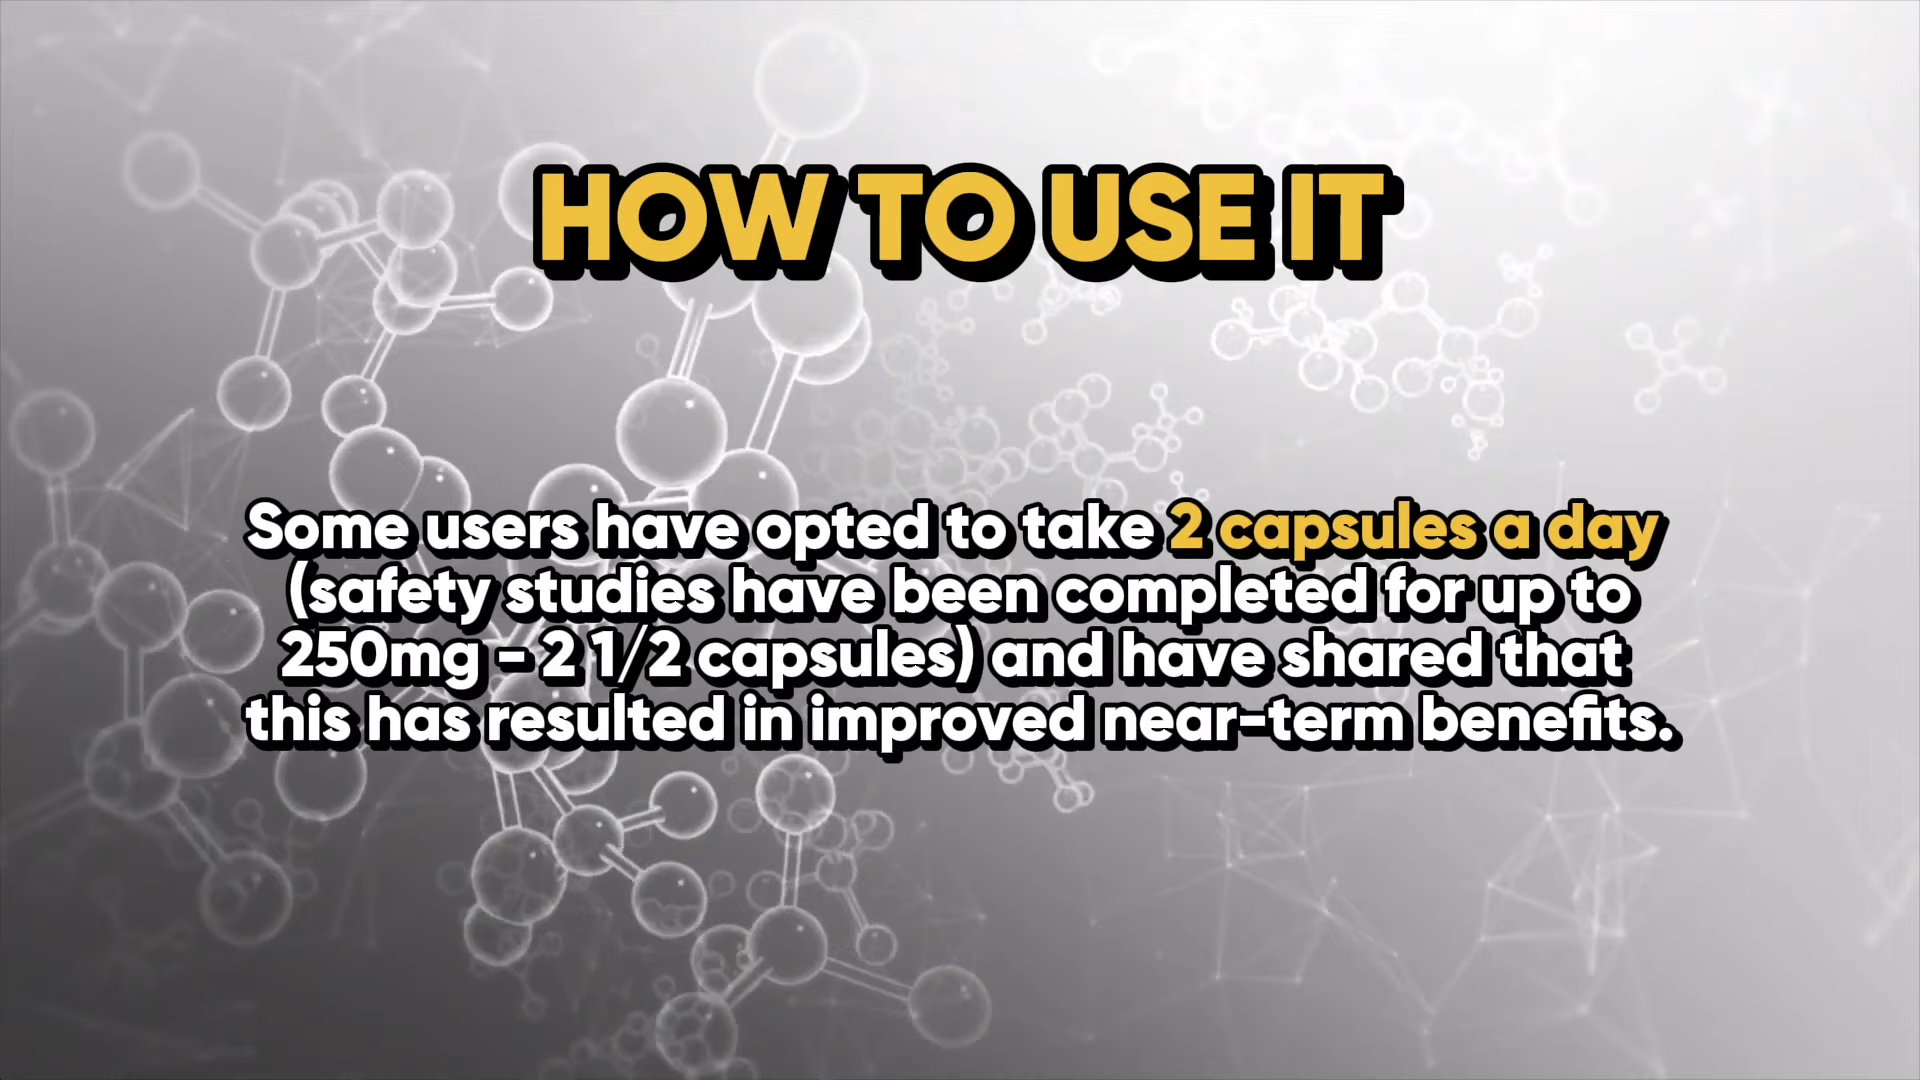 HOW TO USE IT
Some users have opted to take 2 capsules a day
(safety studies have been completed for up to
250mg - 2 1/2 capsules) and have shared that
this has resulted in improved near-term benefits.